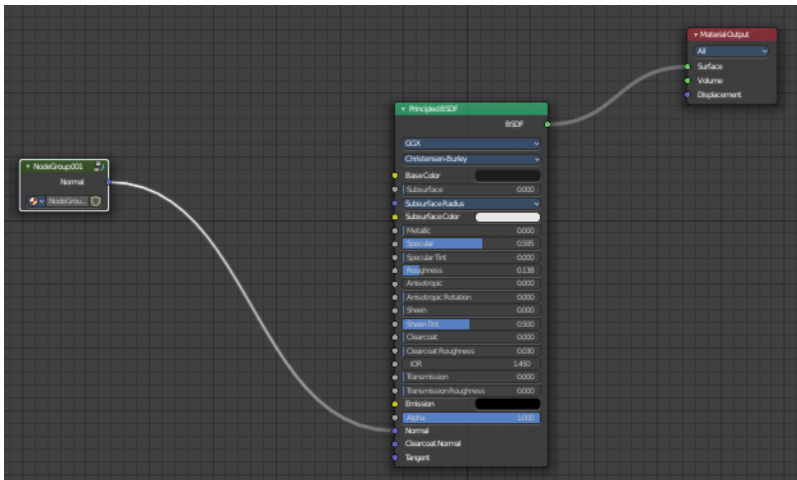 NodeGroup.001
Normal
NodeGrou...
Principled BSDF
BSDF
GGX
Christensen-Burley
Base Color
Subsurface 0.000
Subsurface Radius
Subsurface Color
Metallic 0.000
Specular 0.595
Specular Tint 0.000
Roughness 0.138
Anisotropic 0.000
Anisotropic Rotation 0.000
Sheen 0.000
Sheen Tint 0.500
Clearcoat 0.000
Clearcoat Roughness 0.030
IOR 1.450
Transmission 0.000
Transmission Roughness 0.000
Emission
Alpha 1.000
Normal
Clearcoat Normal
Tangent
Material Output
All
Surface
Volume
Displacement